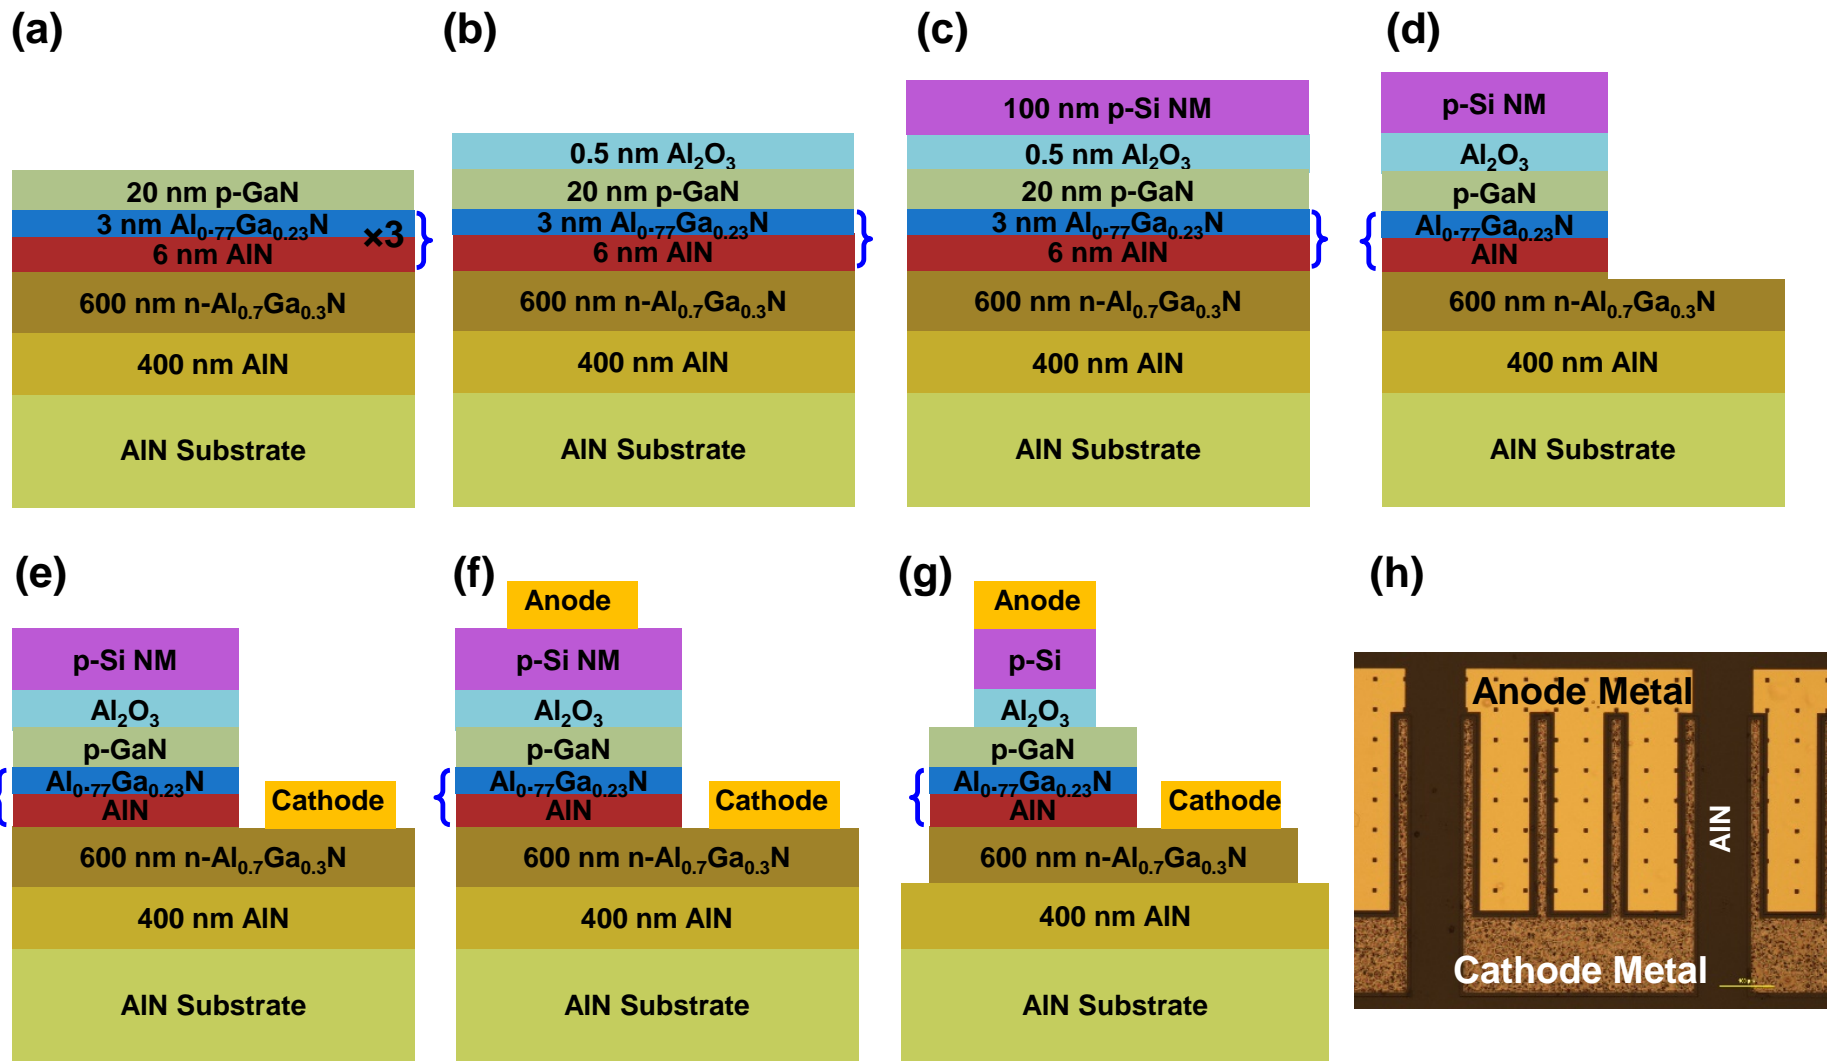 (a)
20 nm p-GaN
3 nm Al₀.₇₇Ga₀.₂₃N
×3
6 nm AlN
600 nm n-Al₀.₇Ga₀.₃N
400 nm AlN
AlN Substrate
(b)
0.5 nm Al₂O₃
20 nm p-GaN
3 nm Al₀.₇₇Ga₀.₂₃N
6 nm AlN
600 nm n-Al₀.₇Ga₀.₃N
400 nm AlN
AlN Substrate
(c)
100 nm p-Si NM
0.5 nm Al₂O₃
20 nm p-GaN
3 nm Al₀.₇₇Ga₀.₂₃N
6 nm AlN
600 nm n-Al₀.₇Ga₀.₃N
400 nm AlN
AlN Substrate
(d)
p-Si NM
Al₂O₃
p-GaN
Al₀.₇₇Ga₀.₂₃N
AlN
600 nm n-Al₀.₇Ga₀.₃N
400 nm AlN
AlN Substrate
(e)
p-Si NM
Al₂O₃
p-GaN
Al₀.₇₇Ga₀.₂₃N
AlN
Cathode
600 nm n-Al₀.₇Ga₀.₃N
400 nm AlN
AlN Substrate
(f)
Anode
p-Si NM
Al₂O₃
p-GaN
Al₀.₇₇Ga₀.₂₃N
AlN
Cathode
600 nm n-Al₀.₇Ga₀.₃N
400 nm AlN
AlN Substrate
(g)
Anode
p-Si
Al₂O₃
p-GaN
Al₀.₇₇Ga₀.₂₃N
AlN
Cathode
600 nm n-Al₀.₇Ga₀.₃N
400 nm AlN
AlN Substrate
(h)
Anode Metal
AlN
Cathode Metal